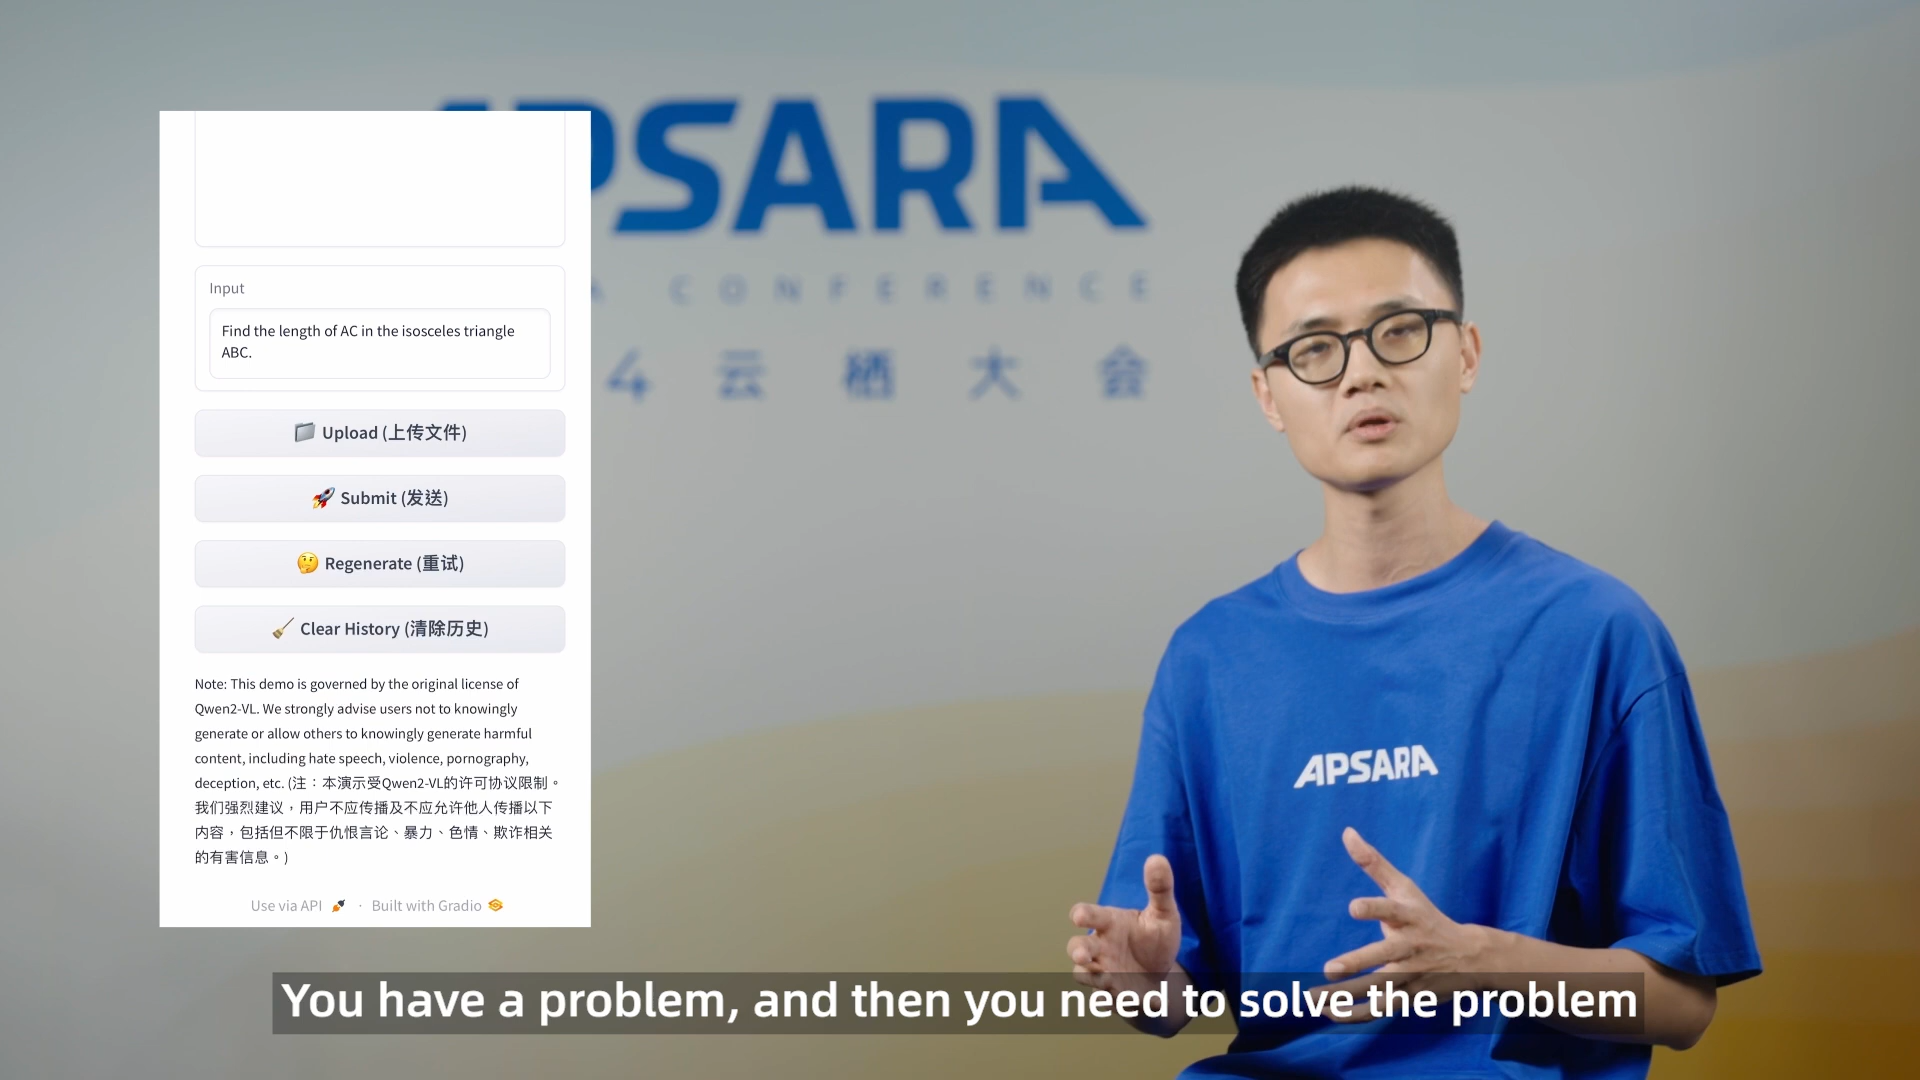 APSARA
CONFERENCE
4云栖大会
Input
Find the length of AC in the isosceles triangle
ABC.
Upload (上传文件)
Submit (发送)
Regenerate (重试)
Clear History (清除历史)
Note: This demo is governed by the original license of
Qwen2-VL. We strongly advise users not to knowingly
generate or allow others to knowingly generate harmful
content, including hate speech, violence, pornography,
deception, etc. (注：本演示受Qwen2-VL的许可协议限制。
我们强烈建议，用户不应传播及不应允许他人传播以下
内容，包括但不限于仇恨言论、暴力、色情、欺诈相关
的有害信息。)
Use via API · Built with Gradio
APSARA
You have a problem, and then you need to solve the problem